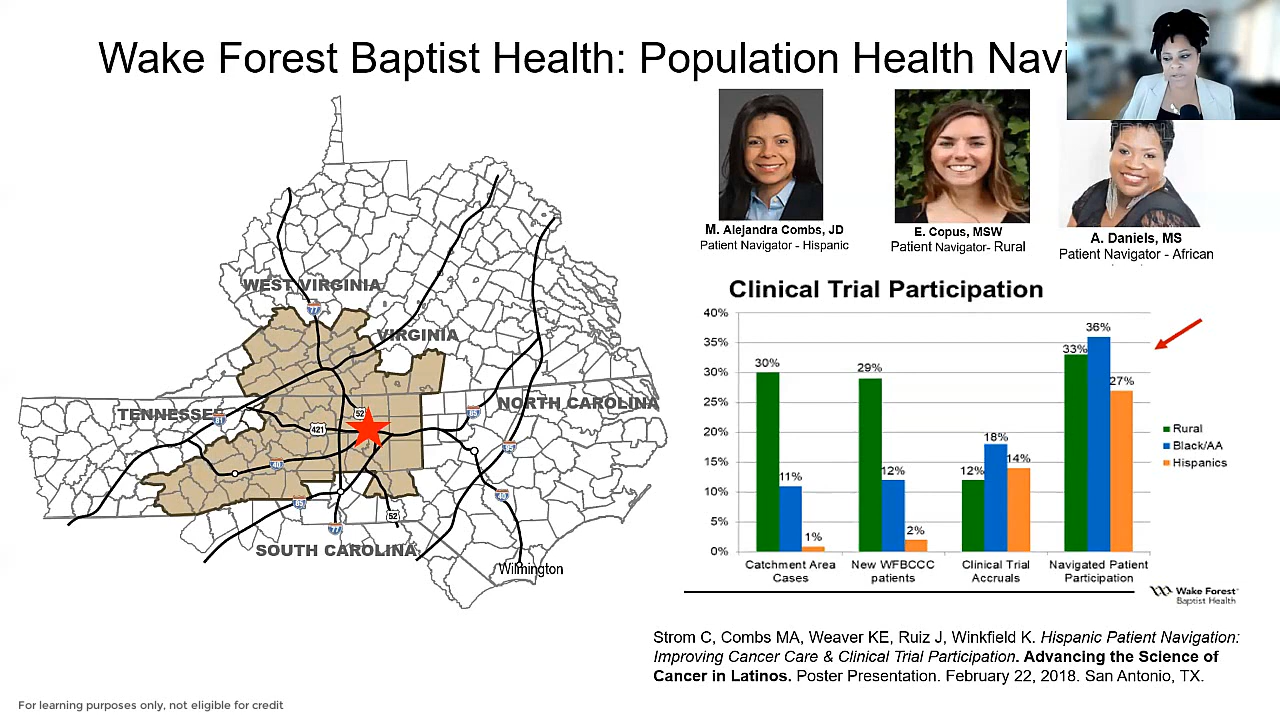 Wake Forest Baptist Health: Population Health Navi
M. Alejandra Combs, JD
Patient Navigator - Hispanic
E. Copus, MSW
Patient Navigator- Rural
A. Daniels, MS
Patient Navigator - African
WEST VIRGINIA
77
VIRGINIA
TENNESSEE
81
52
421
NORTH CAROLINA
85
95
40
40
85
77
52
SOUTH CAROLINA
Wilmington
Clinical Trial Participation
40%
35%
30%
25%
20%
15%
10%
5%
0%
30%
11%
1%
29%
12%
2%
12%
18%
14%
33%
36%
27%
Rural
Black/AA
Hispanics
Catchment Area
Cases
New WFBCCC
patients
Clinical Trial
Accruals
Navigated Patient
Participation
Wake Forest
Baptist Health
Strom C, Combs MA, Weaver KE, Ruiz J, Winkfield K. Hispanic Patient Navigation:
Improving Cancer Care & Clinical Trial Participation. Advancing the Science of
Cancer in Latinos. Poster Presentation. February 22, 2018. San Antonio, TX.
For learning purposes only, not eligible for credit